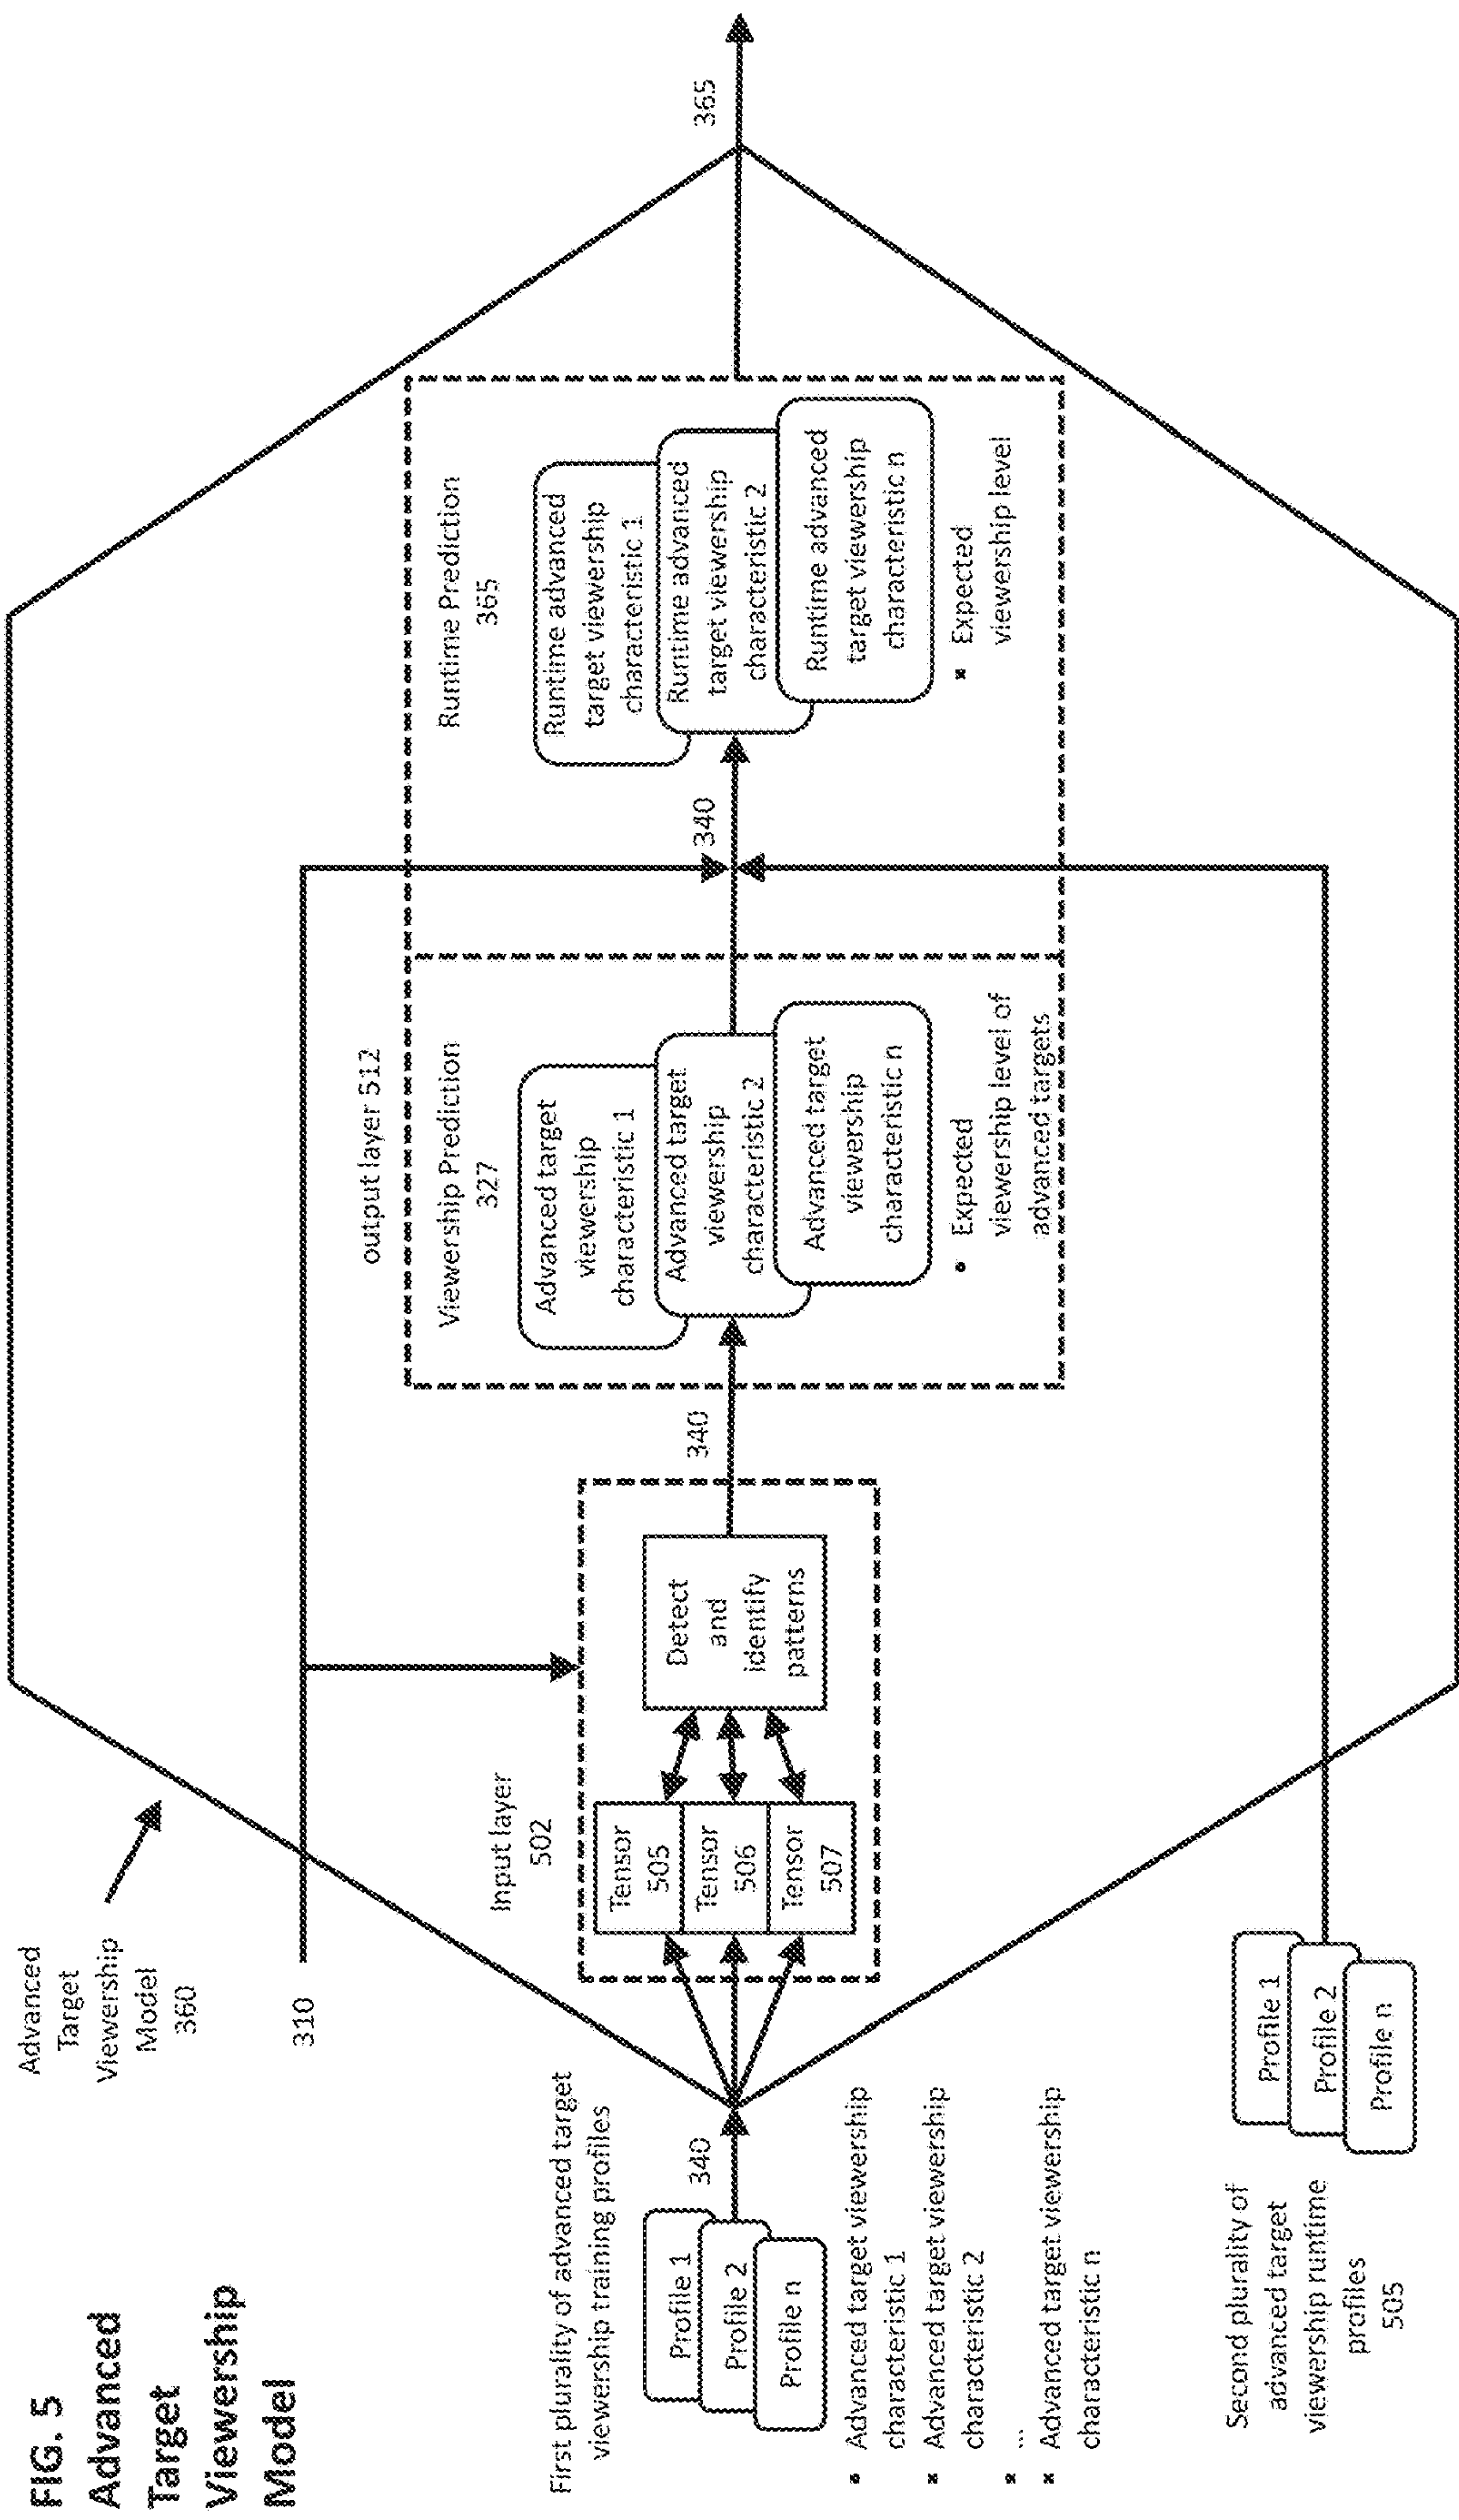 FIG. 5
Advanced
Target
Viewership
Model
Advanced
Target
Viewership
Model
360
310
First plurality of advanced target
viewership training profiles
Profile 1
Profile 2
Profile n
340
• Advanced target viewership
characteristic 1
• Advanced target viewership
characteristic 2
• ...
• Advanced target viewership
characteristic n
Second plurality of
advanced target
viewership runtime
profiles
505
Profile 1
Profile 2
Profile n
Input layer
502
Tensor
505
Tensor
506
Tensor
507
Detect
and
identify
patterns
340
output layer 512
Viewership Prediction
327
Advanced target
viewership
characteristic 1
Advanced target
viewership
characteristic 2
Advanced target
viewership
characteristic n
• Expected
viewership level of
advanced targets
340
Runtime Prediction
365
Runtime advanced
target viewership
characteristic 1
Runtime advanced
target viewership
characteristic 2
Runtime advanced
target viewership
characteristic n
• Expected
viewership level
365